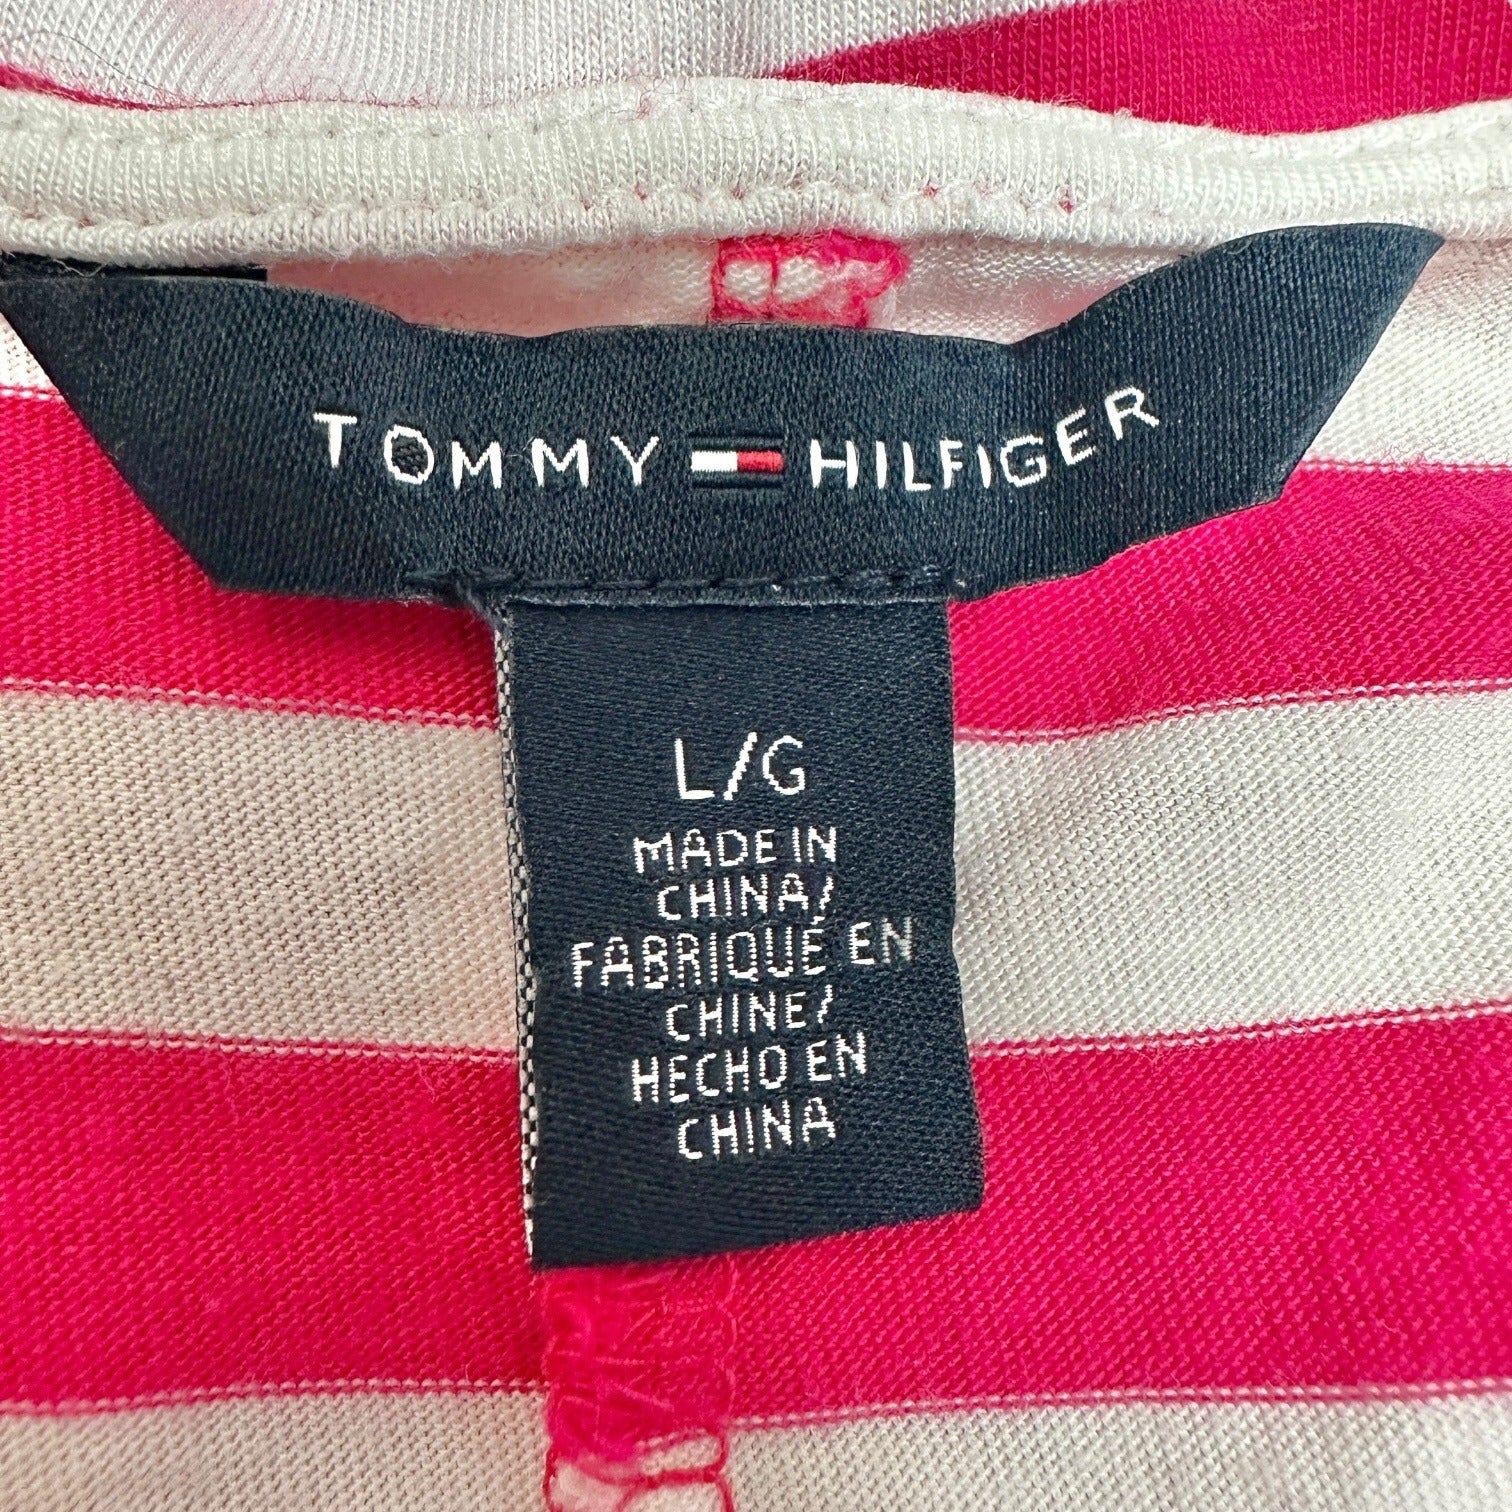 TOMMY HILFIGER
L/G
MADE IN
CHINA/
FABRIQUÉ EN
CHINE/
HECHO EN
CHINA